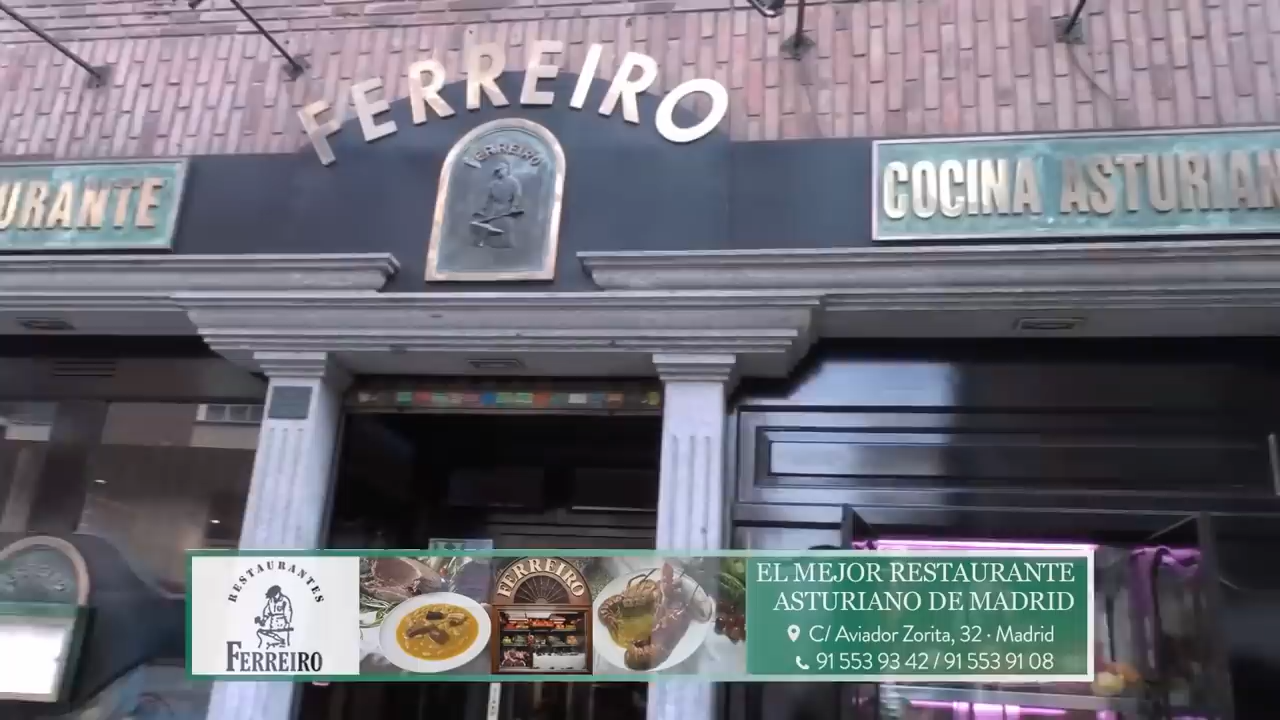 FERREIRO
FERREIRO
URANTE
COCINA ASTURIAN
RESTAURANTES
FERREIRO
FERREIRO
EL MEJOR RESTAURANTE
ASTURIANO DE MADRID
C/ Aviador Zorita, 32 · Madrid
91 553 93 42 / 91 553 91 08